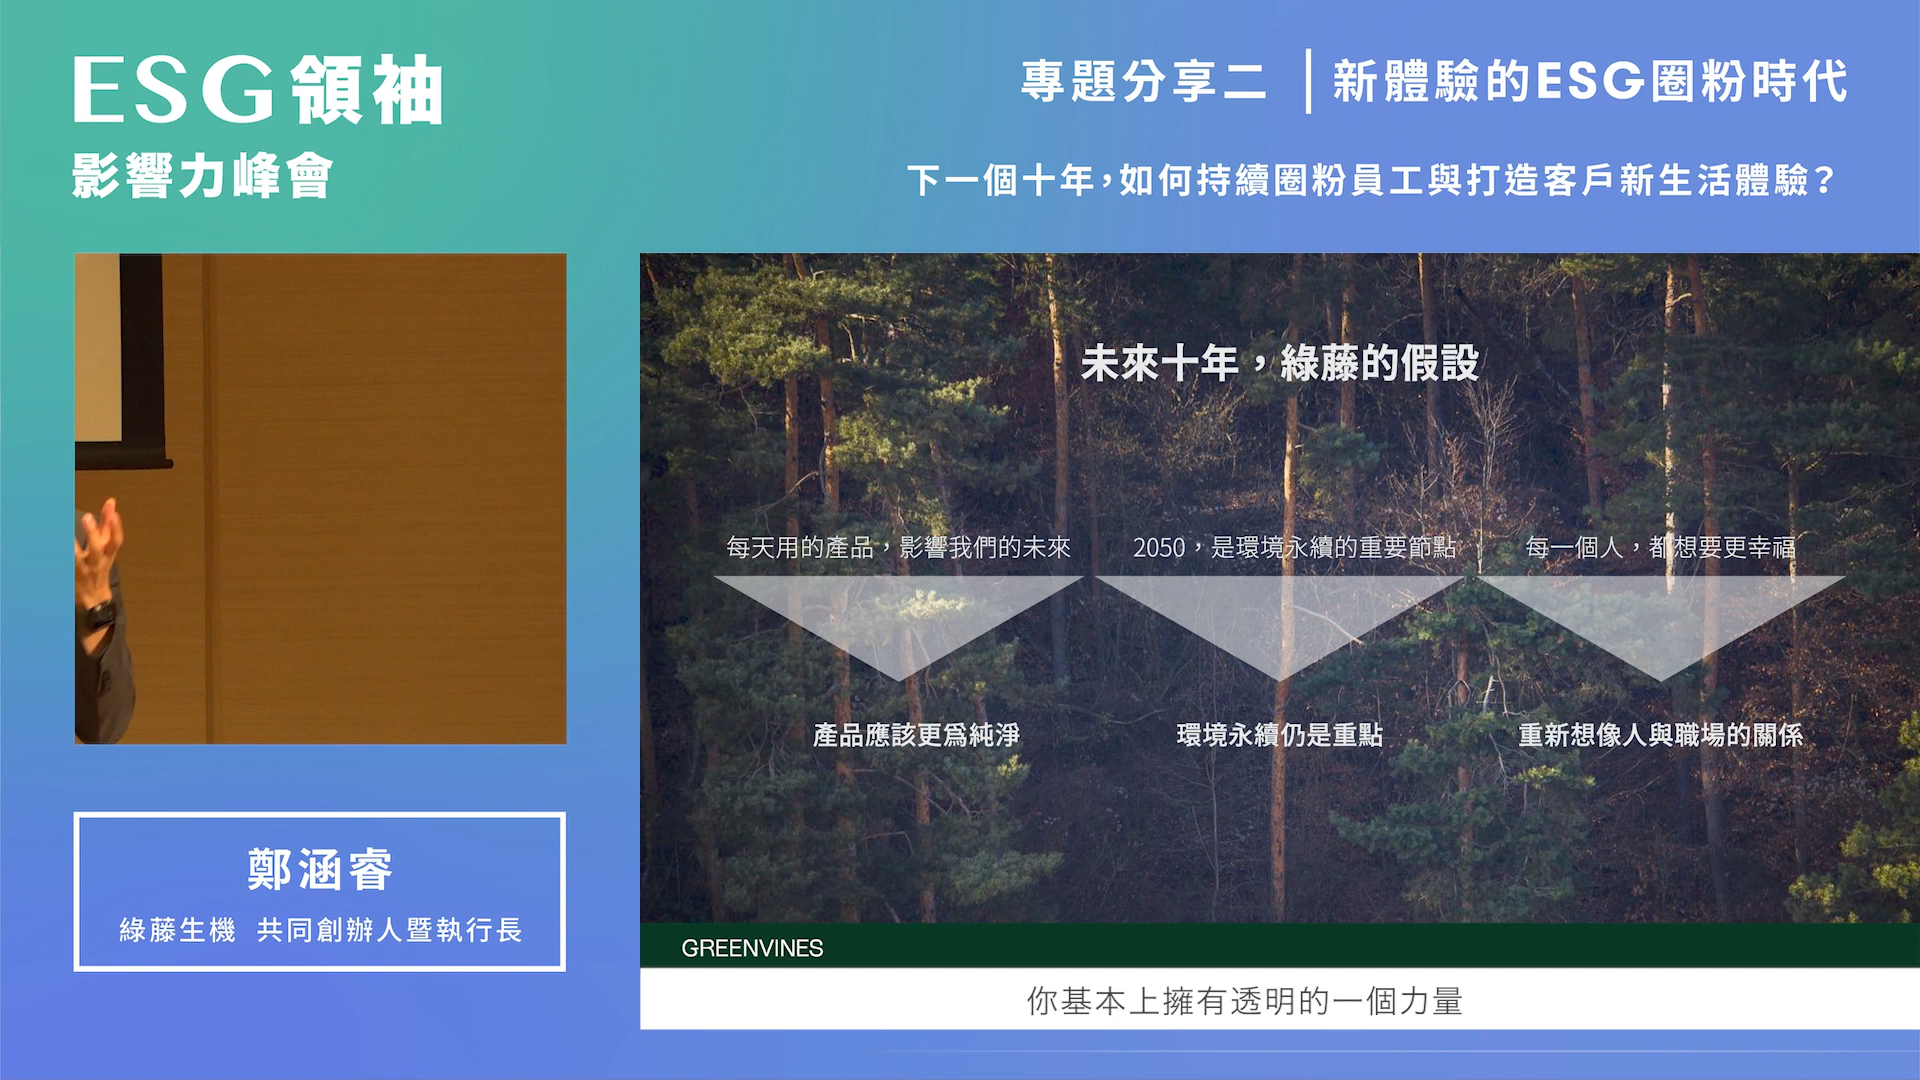 ESG領袖
影響力峰會
專題分享二｜新體驗的ESG圈粉時代
下一個十年，如何持續圈粉員工與打造客戶新生活體驗？
未來十年，綠藤的假設
每天用的產品，影響我們的未來
2050，是環境永續的重要節點
每一個人，都想要更幸福
產品應該更為純淨
環境永續仍是重點
重新想像人與職場的關係
鄭涵睿
綠藤生機 共同創辦人暨執行長
GREENVINES
你基本上擁有透明的一個力量